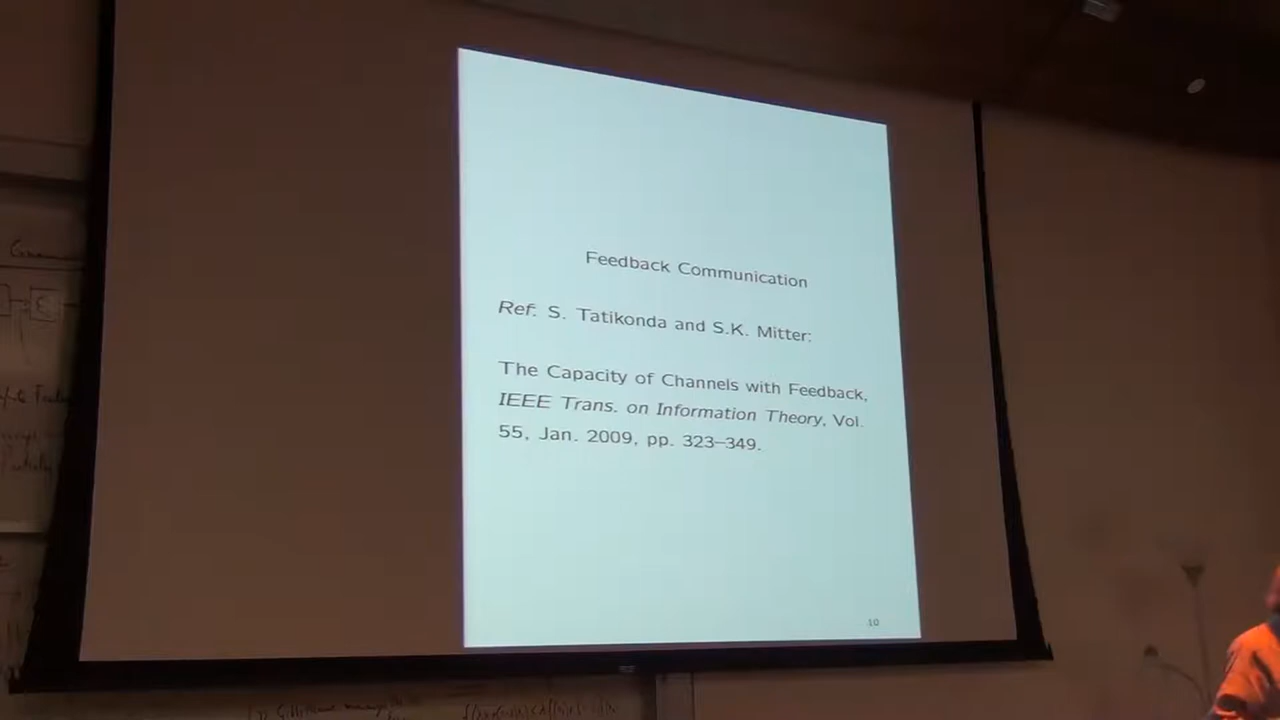 Feedback Communication
Ref: S. Tatikonda and S.K. Mitter:
The Capacity of Channels with Feedback,
IEEE Trans. on Information Theory, Vol.
55, Jan. 2009, pp. 323–349.
10